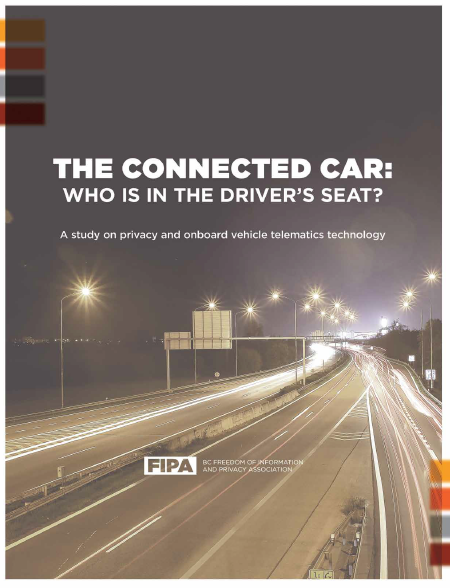 THE CONNECTED CAR:
WHO IS IN THE DRIVER'S SEAT?
A study on privacy and onboard vehicle telematics technology
FIPA
BC FREEDOM OF INFORMATION
AND PRIVACY ASSOCIATION